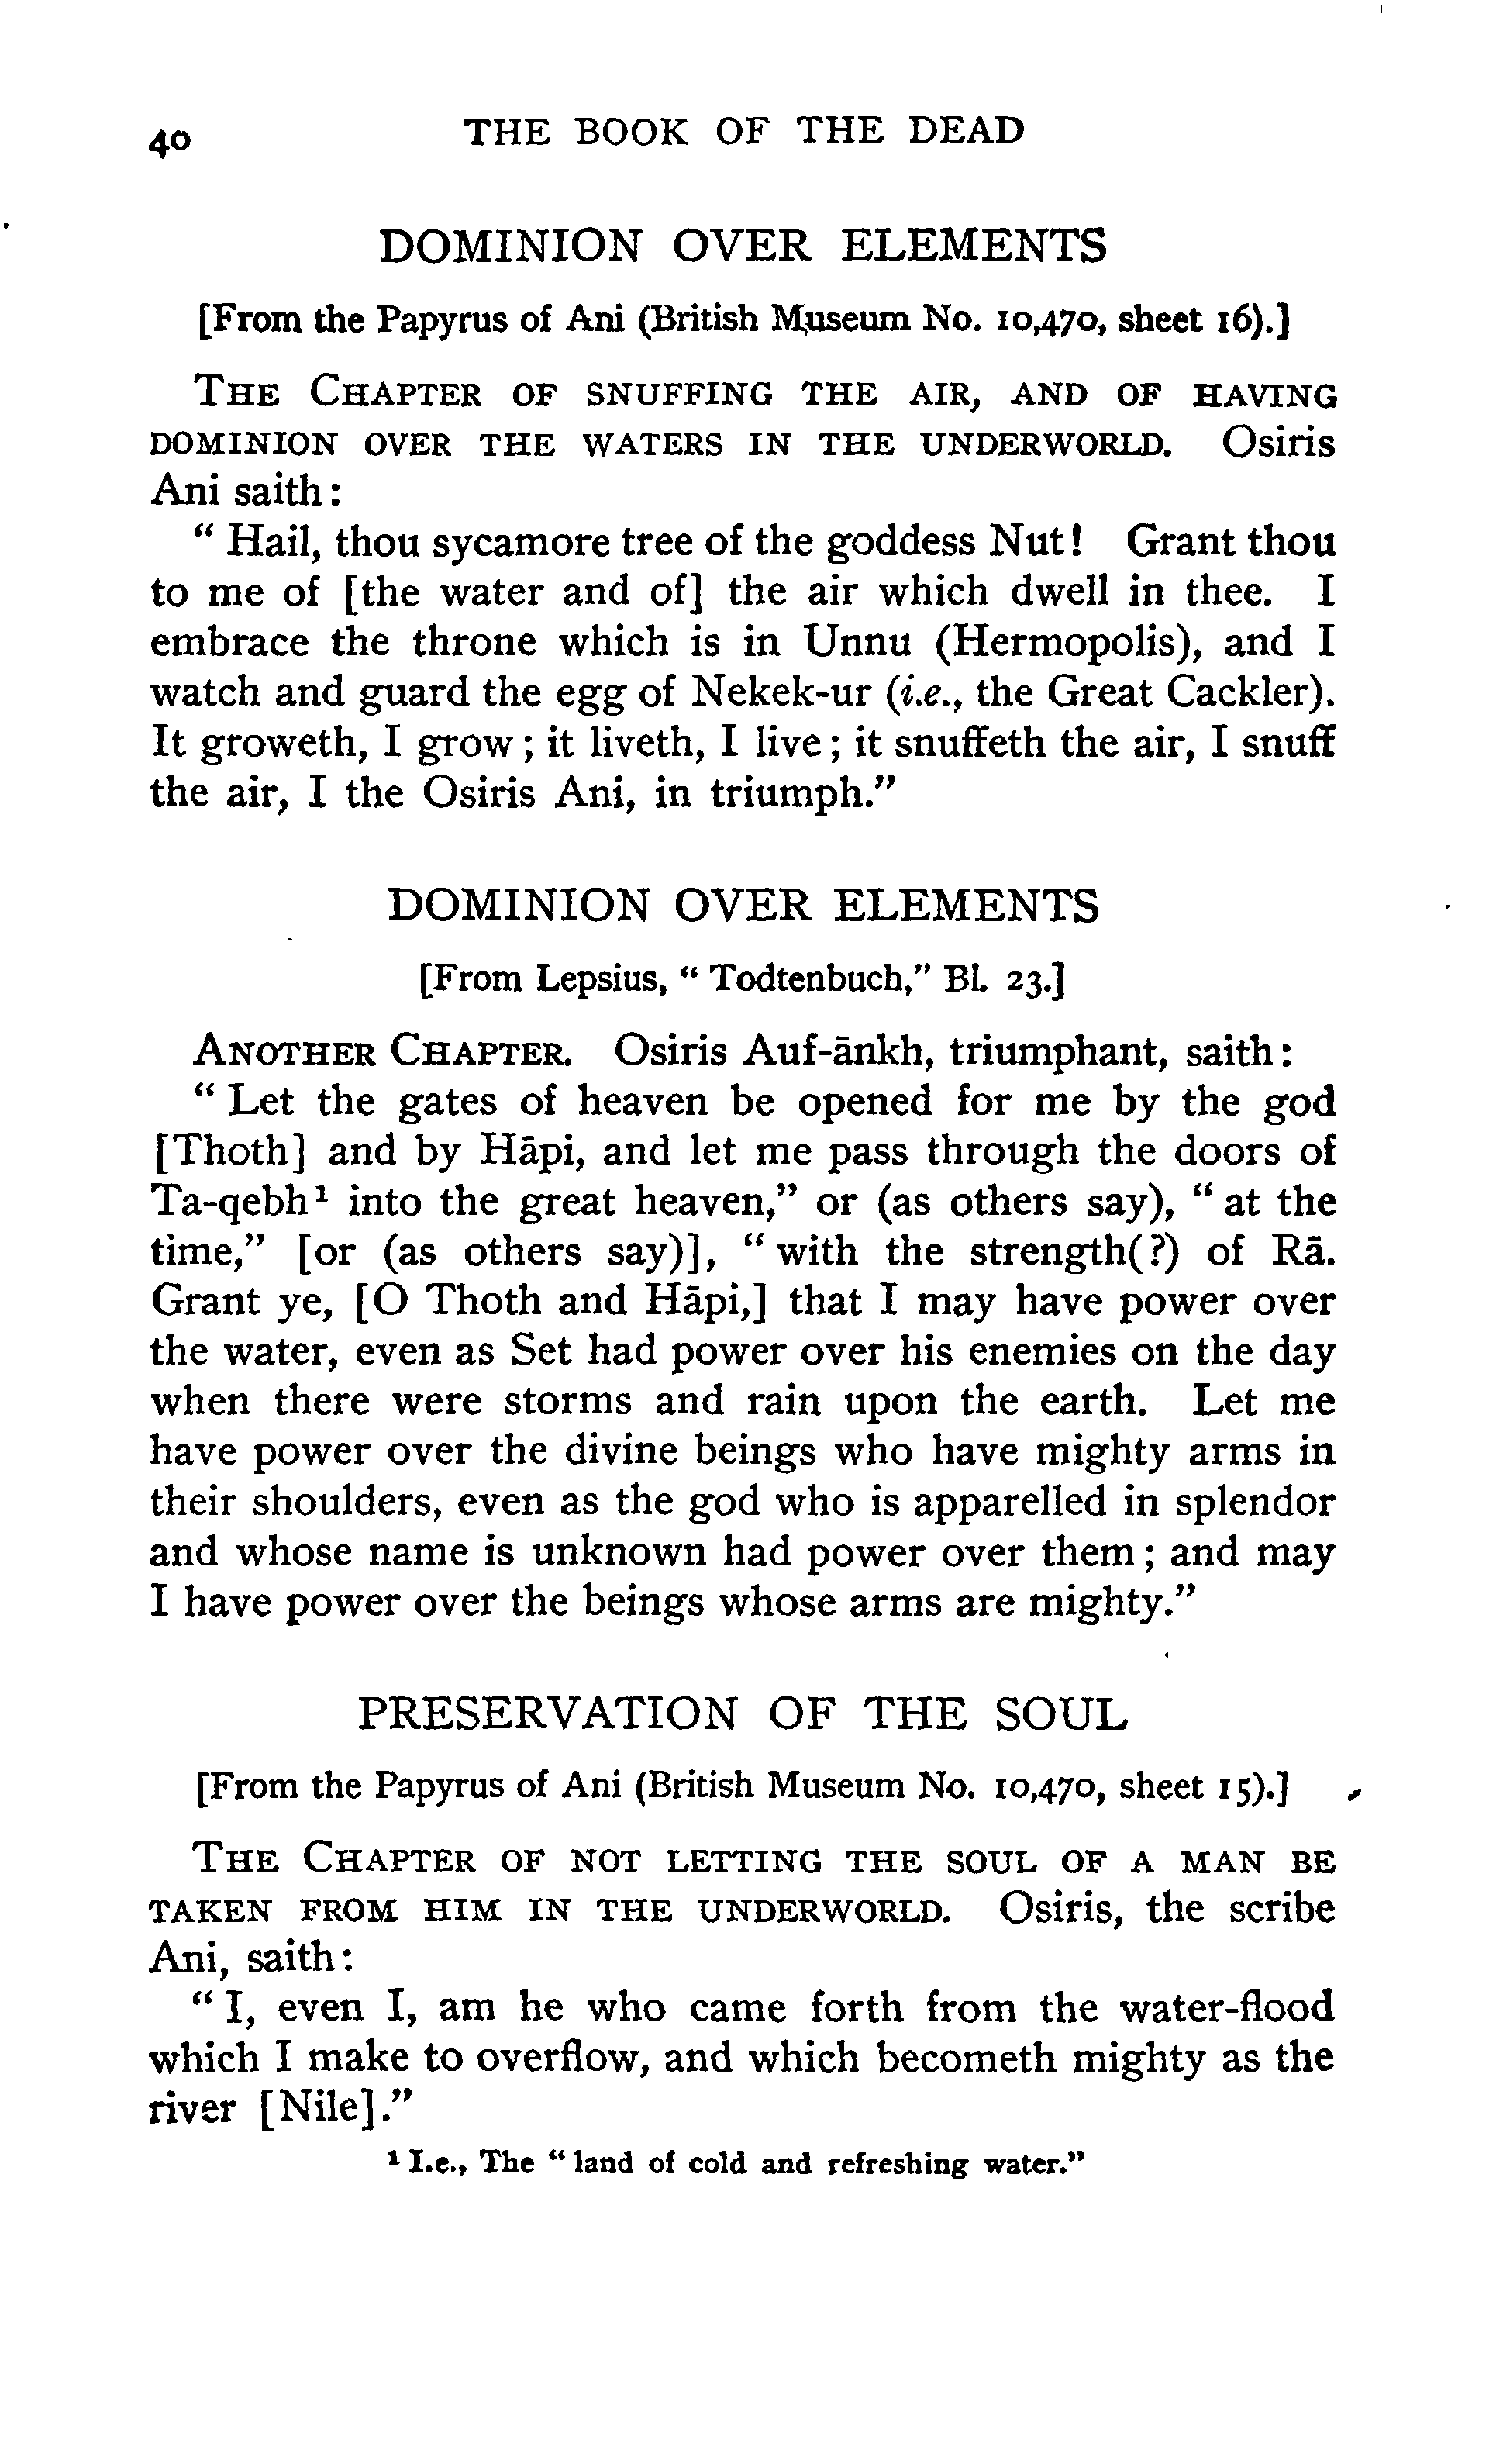 40
THE BOOK OF THE DEAD
DOMINION OVER ELEMENTS
[From the Papyrus of Ani (British Museum No. 10,470, sheet 16).]
THE CHAPTER OF SNUFFING THE AIR, AND OF HAVING
DOMINION OVER THE WATERS IN THE UNDERWORLD. Osiris
Ani saith:
“Hail, thou sycamore tree of the goddess Nut! Grant thou
to me of [the water and of] the air which dwell in thee. I
embrace the throne which is in Unnu (Hermopolis), and I
watch and guard the egg of Nekek-ur (i.e., the Great Cackler).
It groweth, I grow; it liveth, I live; it snuffeth the air, I snuff
the air, I the Osiris Ani, in triumph.”
DOMINION OVER ELEMENTS
[From Lepsius, “Todtenbuch,” Bl. 23.]
ANOTHER CHAPTER. Osiris Auf-ānkh, triumphant, saith:
“Let the gates of heaven be opened for me by the god
[Thoth] and by Hāpi, and let me pass through the doors of
Ta-qebh¹ into the great heaven,” or (as others say), “at the
time,” [or (as others say)], “with the strength(?) of Rā.
Grant ye, [O Thoth and Hāpi,] that I may have power over
the water, even as Set had power over his enemies on the day
when there were storms and rain upon the earth. Let me
have power over the divine beings who have mighty arms in
their shoulders, even as the god who is apparelled in splendor
and whose name is unknown had power over them; and may
I have power over the beings whose arms are mighty.”
PRESERVATION OF THE SOUL
[From the Papyrus of Ani (British Museum No. 10,470, sheet 15).]
THE CHAPTER OF NOT LETTING THE SOUL OF A MAN BE
TAKEN FROM HIM IN THE UNDERWORLD. Osiris, the scribe
Ani, saith:
“I, even I, am he who came forth from the water-flood
which I make to overflow, and which becometh mighty as the
river [Nile].”
¹ I.e., The “land of cold and refreshing water.”